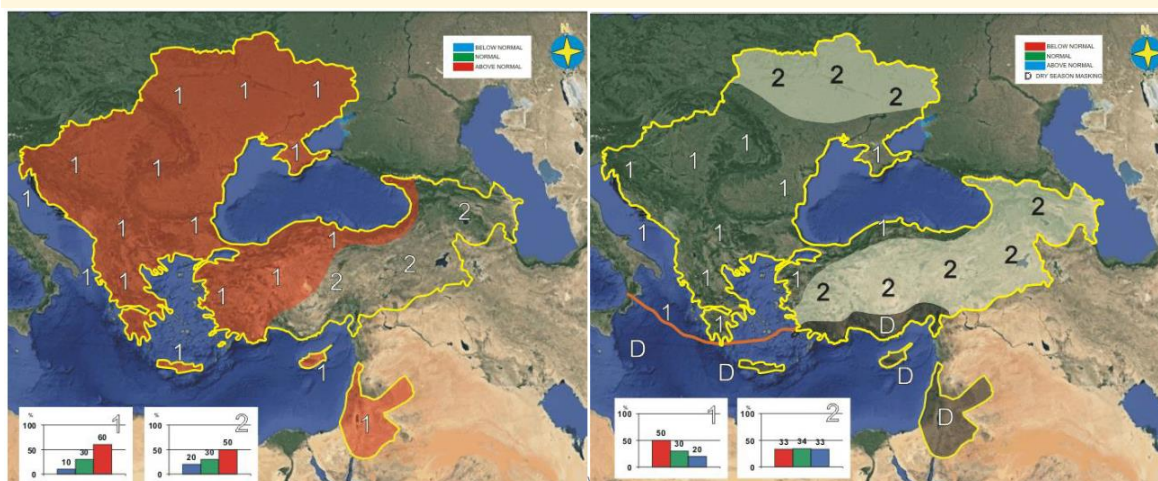 N
BELOW NORMAL
NORMAL
ABOVE NORMAL
1 1 1
1 1 1
1 1 1 2
1 1 1 2 2
1 1
1 1
1
%
100
50
0
10 30 60
1
%
100
50
0
20 30 50
2
N
BELOW NORMAL
NORMAL
ABOVE NORMAL
D DRY SEASON MASKING
2 2 2
1 1 1 1
1 1 1 1 2
1 1 2 2 2 2
1 1 D
D D D
D
%
100
50
0
50 30 20
1
%
100
50
0
33 34 33
2